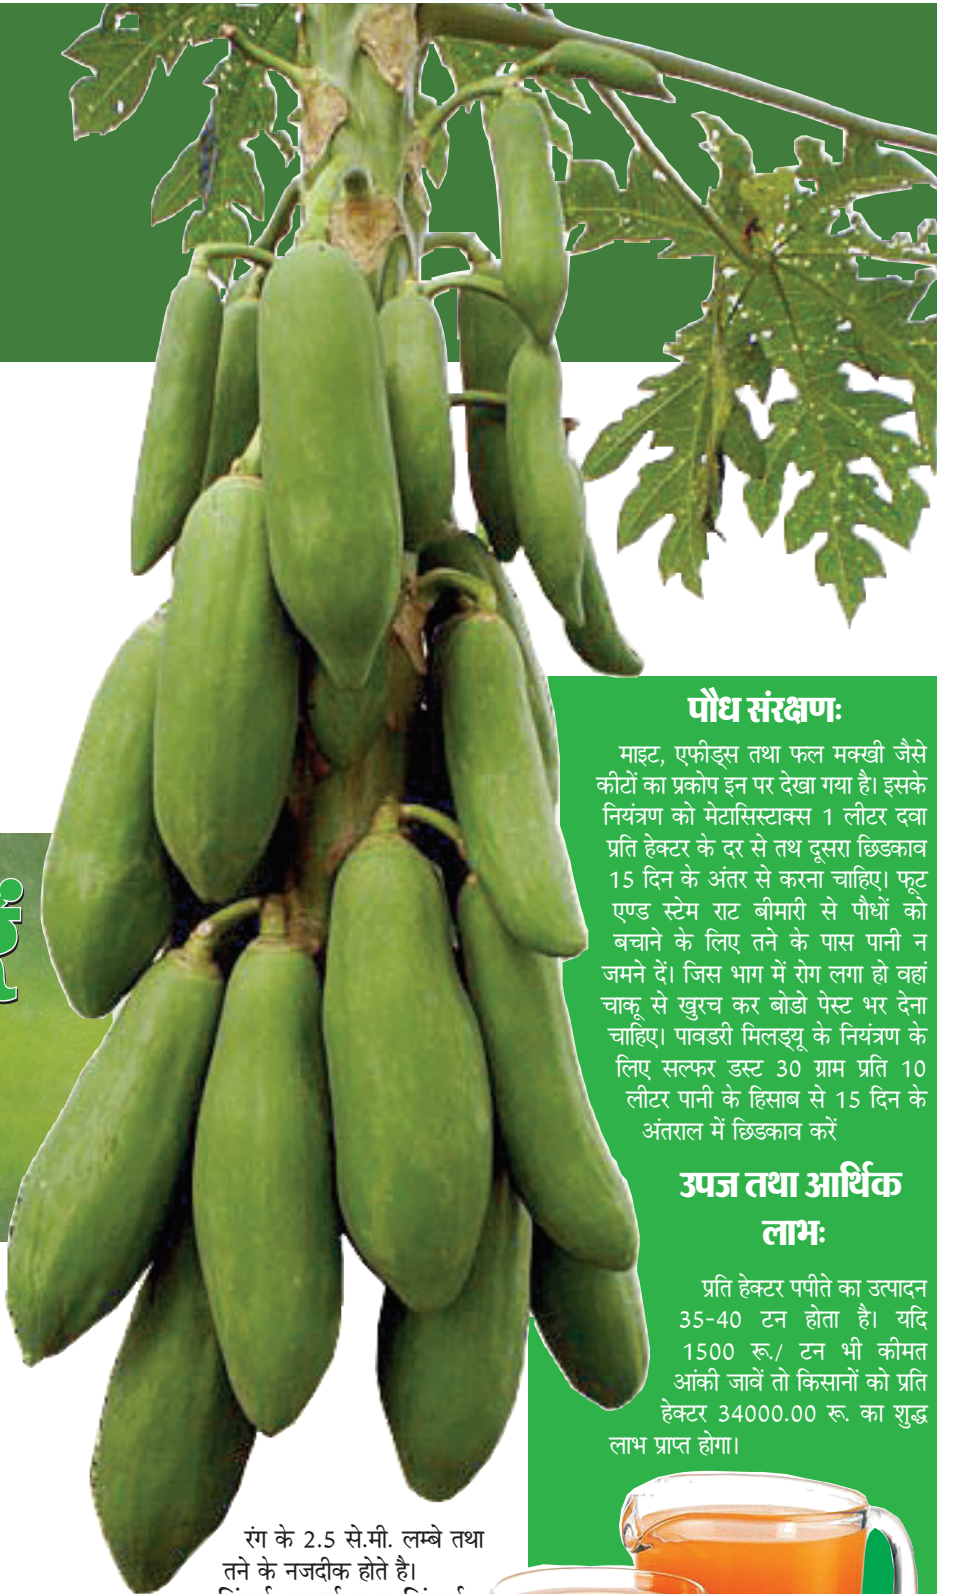 पौध संरक्षणः
माइट, एफीड्स तथा फल मक्खी जैसे
कीटों का प्रकोप इन पर देखा गया है। इसके
नियंत्रण को मेटासिस्टाक्स 1 लीटर दवा
प्रति हेक्टर के दर से तथ दूसरा छिडकाव
15 दिन के अंतर से करना चाहिए। फूट
एण्ड स्टेम राट बीमारी से पौधों को
बचाने के लिए तने के पास पानी न
जमने दें। जिस भाग में रोग लगा हो वहां
चाकू से खुरच कर बोडो पेस्ट भर देना
चाहिए। पावडरी मिलड्यू के नियंत्रण के
लिए सल्फर डस्ट 30 ग्राम प्रति 10
लीटर पानी के हिसाब से 15 दिन के
अंतराल में छिडकाव करें
उपज तथा आर्थिक
लाभः
प्रति हेक्टर पपीते का उत्पादन
35-40 टन होता है। यदि
1500 रू./ टन भी कीमत
आंकी जावें तो किसानों को प्रति
हेक्टर 34000.00 रू. का शुद्ध
लाभ प्राप्त होगा।
रंग के 2.5 से.मी. लम्बे तथा
तने के नजदीक होते है।